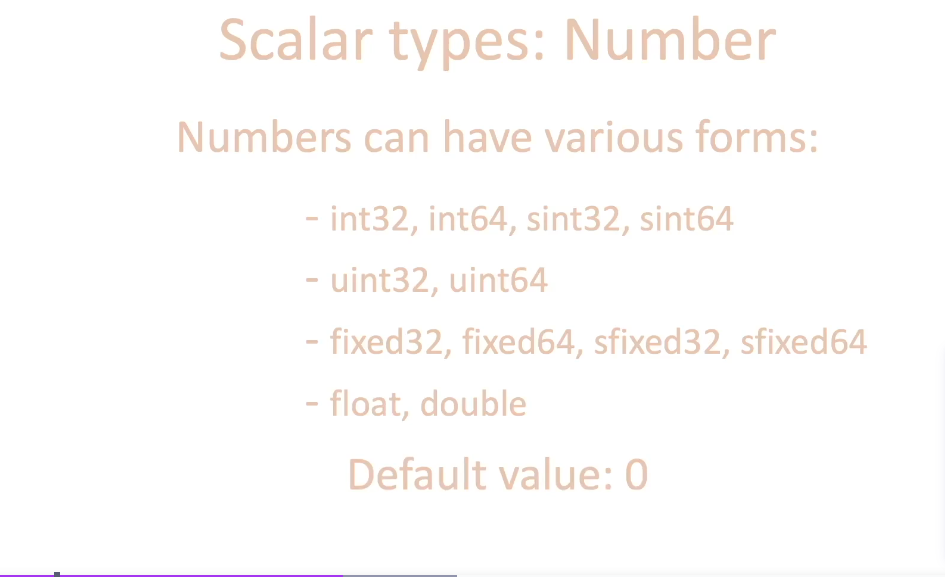 Scalar types: Number
Numbers can have various forms:
- int32, int64, sint32, sint64
- uint32, uint64
- fixed32, fixed64, sfixed32, sfixed64
- float, double
Default value: 0